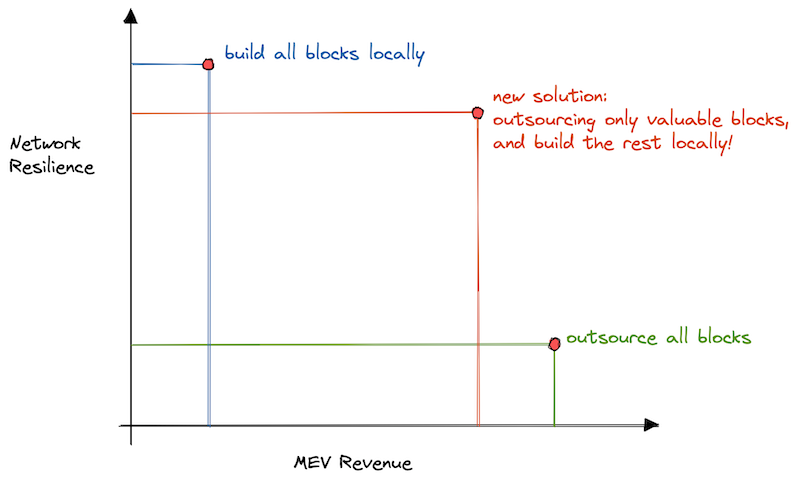 build all blocks locally
new solution:
outsourcing only valuable blocks,
and build the rest locally!
Network
Resilience
outsource all blocks
MEV Revenue